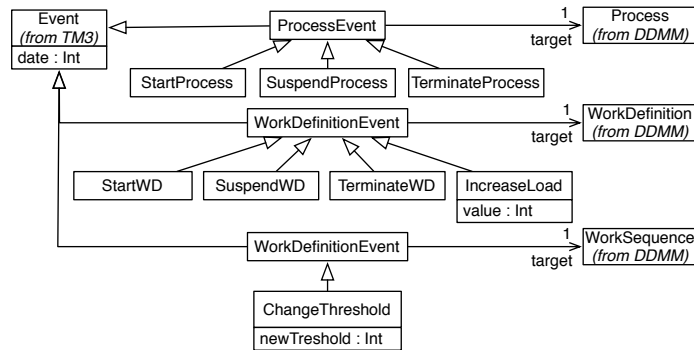 Event
(from TM3)
date : Int
ProcessEvent
1
target
Process
(from DDMM)
StartProcess
SuspendProcess
TerminateProcess
WorkDefinitionEvent
1
target
WorkDefinition
(from DDMM)
StartWD
SuspendWD
TerminateWD
IncreaseLoad
value : Int
WorkDefinitionEvent
1
target
WorkSequence
(from DDMM)
ChangeThreshold
newTreshold : Int